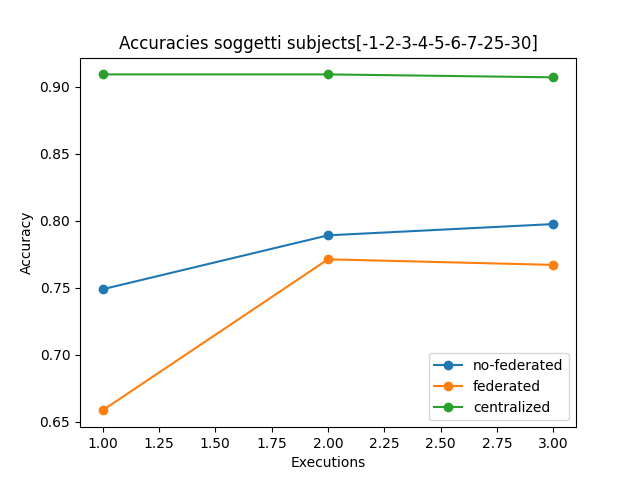 Accuracies soggetti subjects[-1-2-3-4-5-6-7-25-30]
Accuracy
0.90
0.85
0.80
0.75
0.70
0.65
no-federated
federated
centralized
1.00 1.25 1.50 1.75 2.00 2.25 2.50 2.75 3.00
Executions